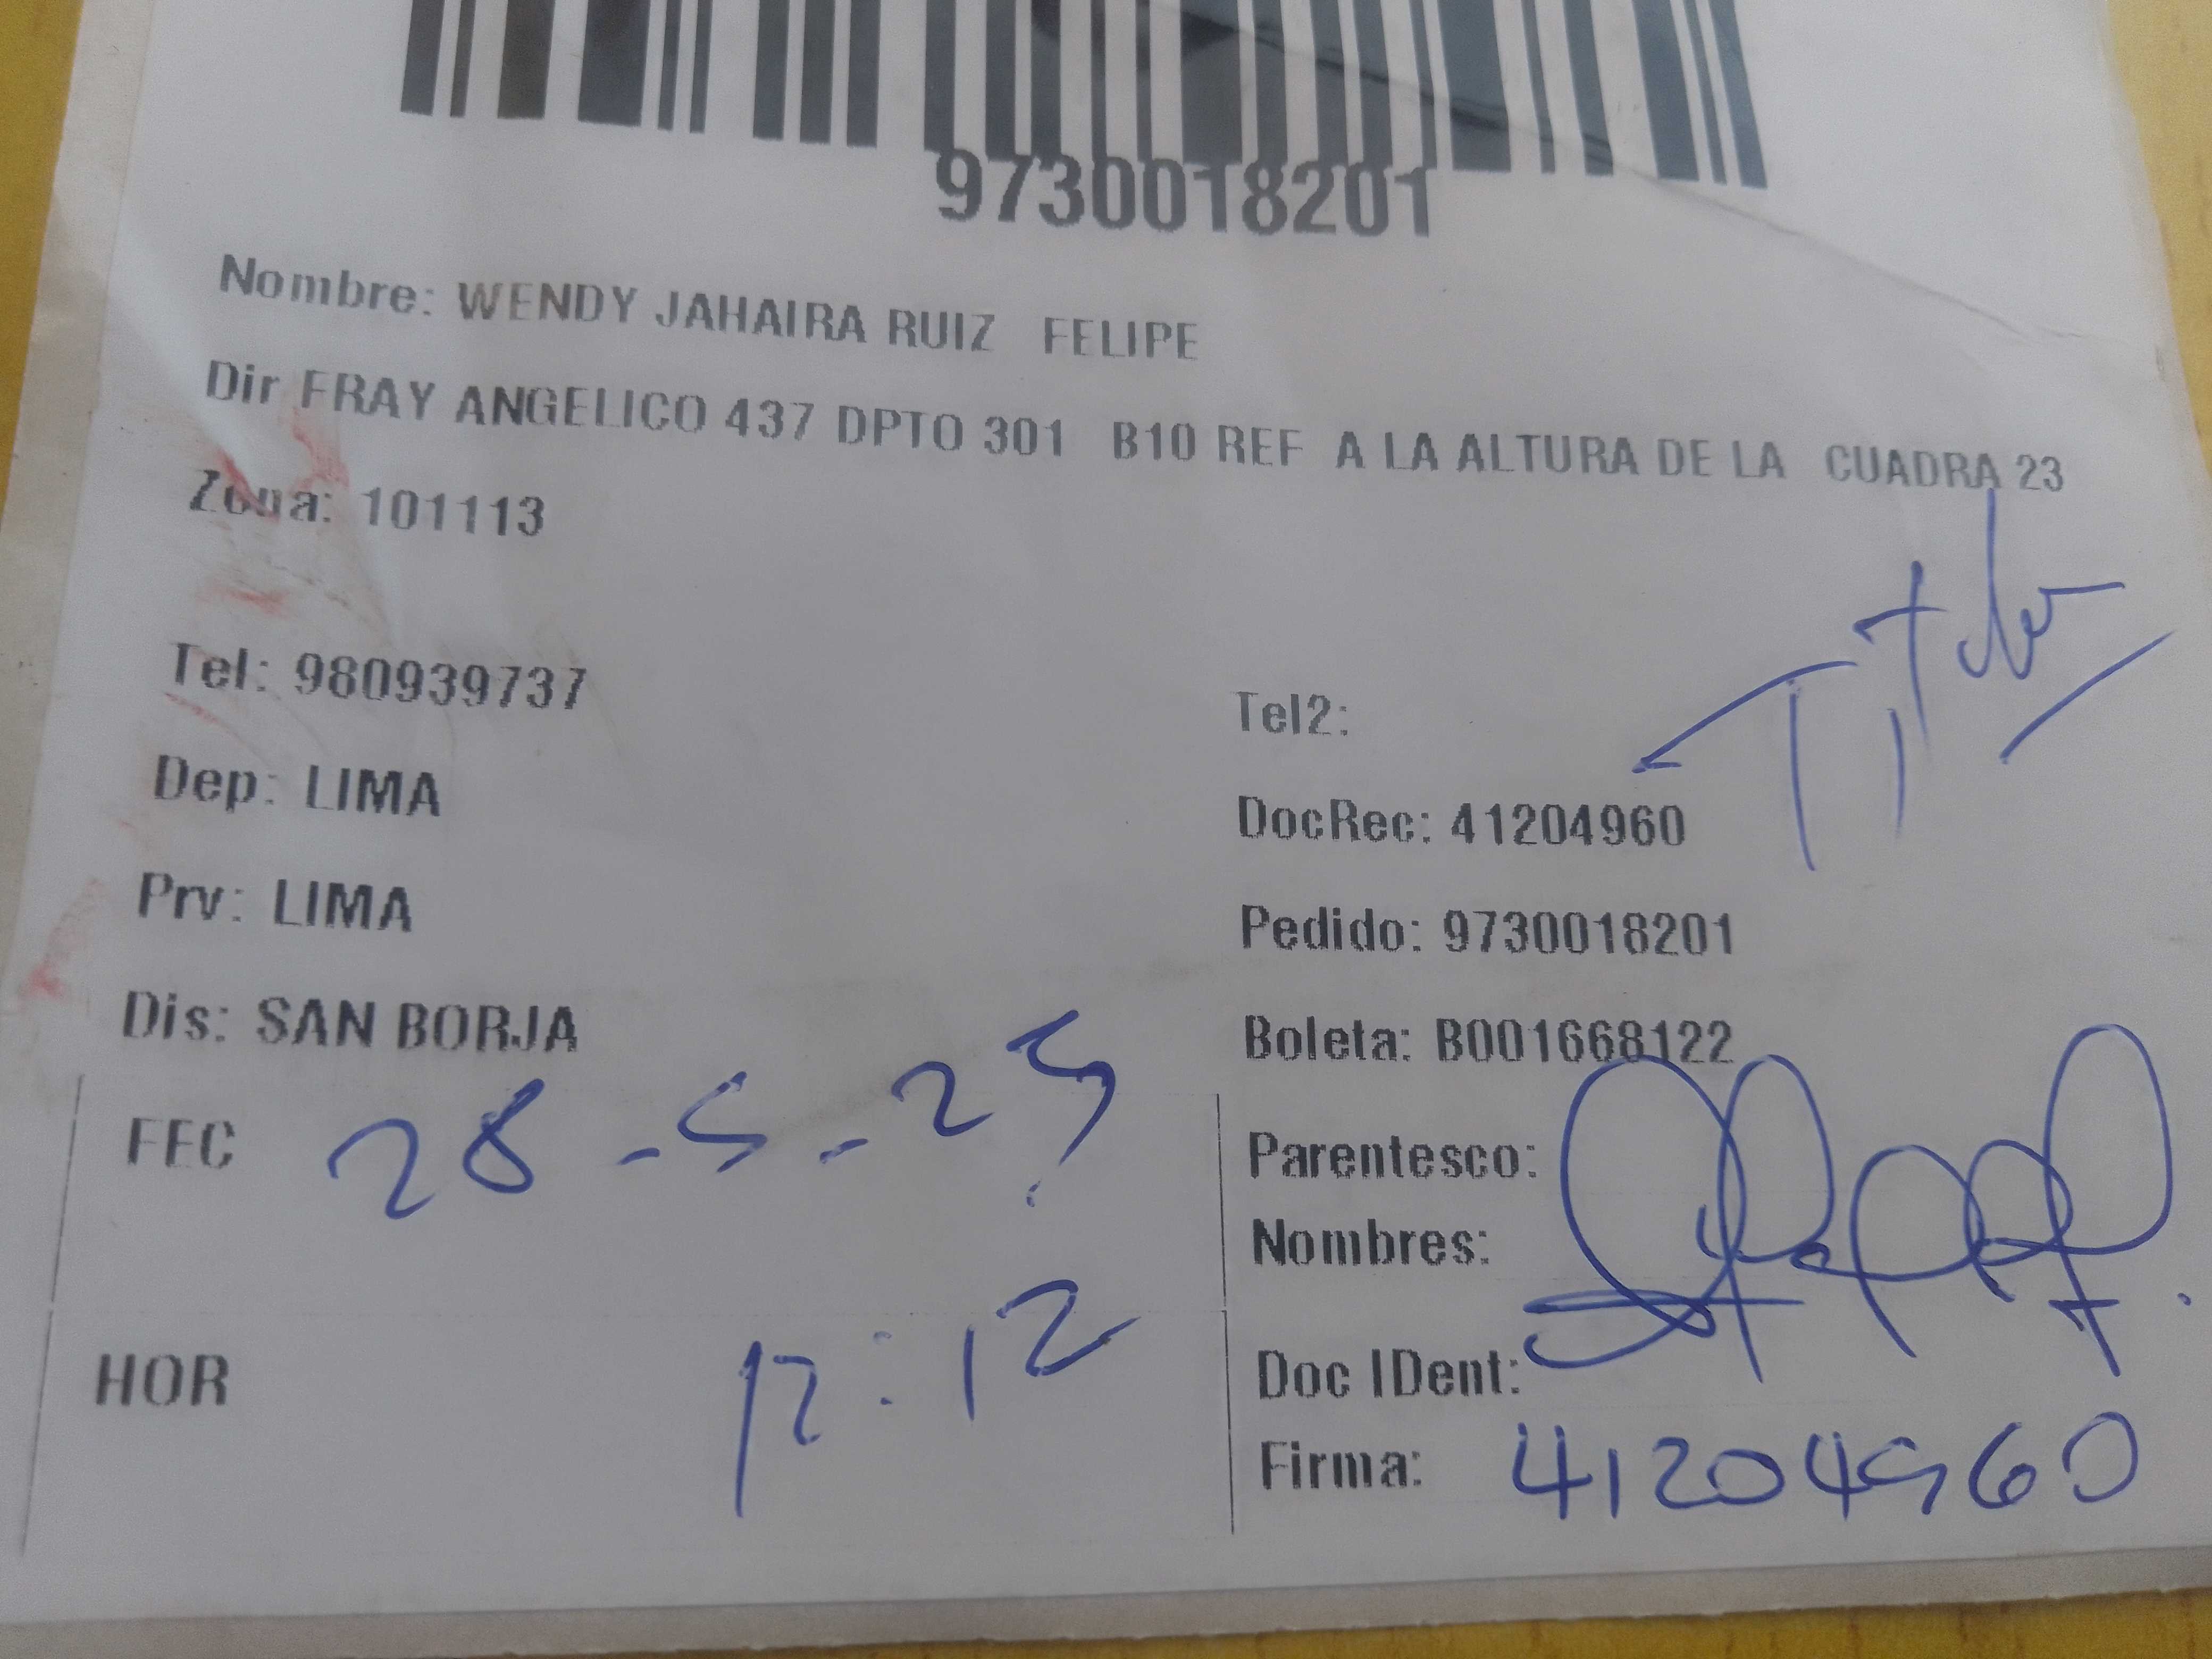 9730018201
Nombre: WENDY JAHAIRA RUIZ FELIPE
Dir FRAY ANGELICO 437 DPTO 301 B10 REF A LA ALTURA DE LA CUADRA 23
Zona: 101113
Tel: 980939737
Tel2:
Dep: LIMA
DocRec: 41204960
Prv: LIMA
Pedido: 9730018201
Dis: SAN BORJA
Boleta: B001668122
FEC 28-5-23
Parentesco:
Nombres:
HOR 12:12
Doc IDent:
Firma: 41204960